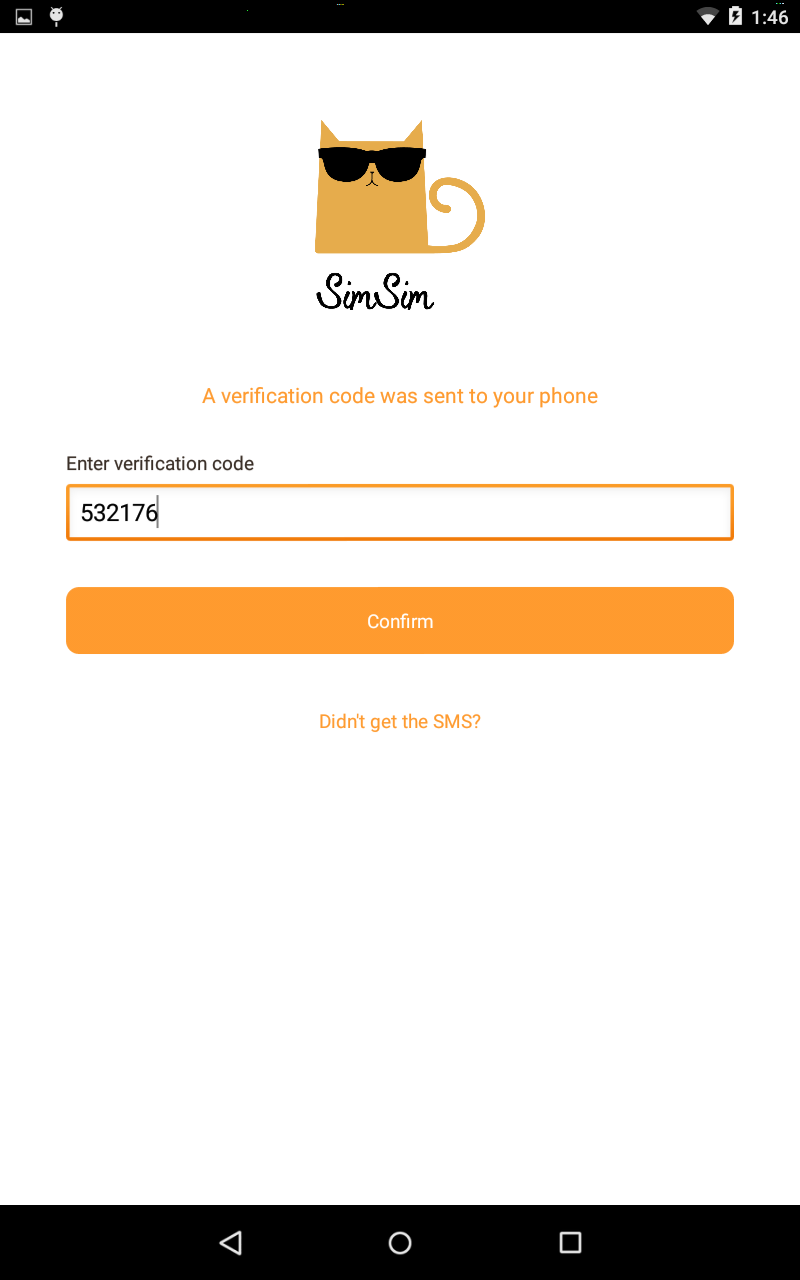 1:46
SimSim
A verification code was sent to your phone
Enter verification code
532176
Confirm
Didn't get the SMS?